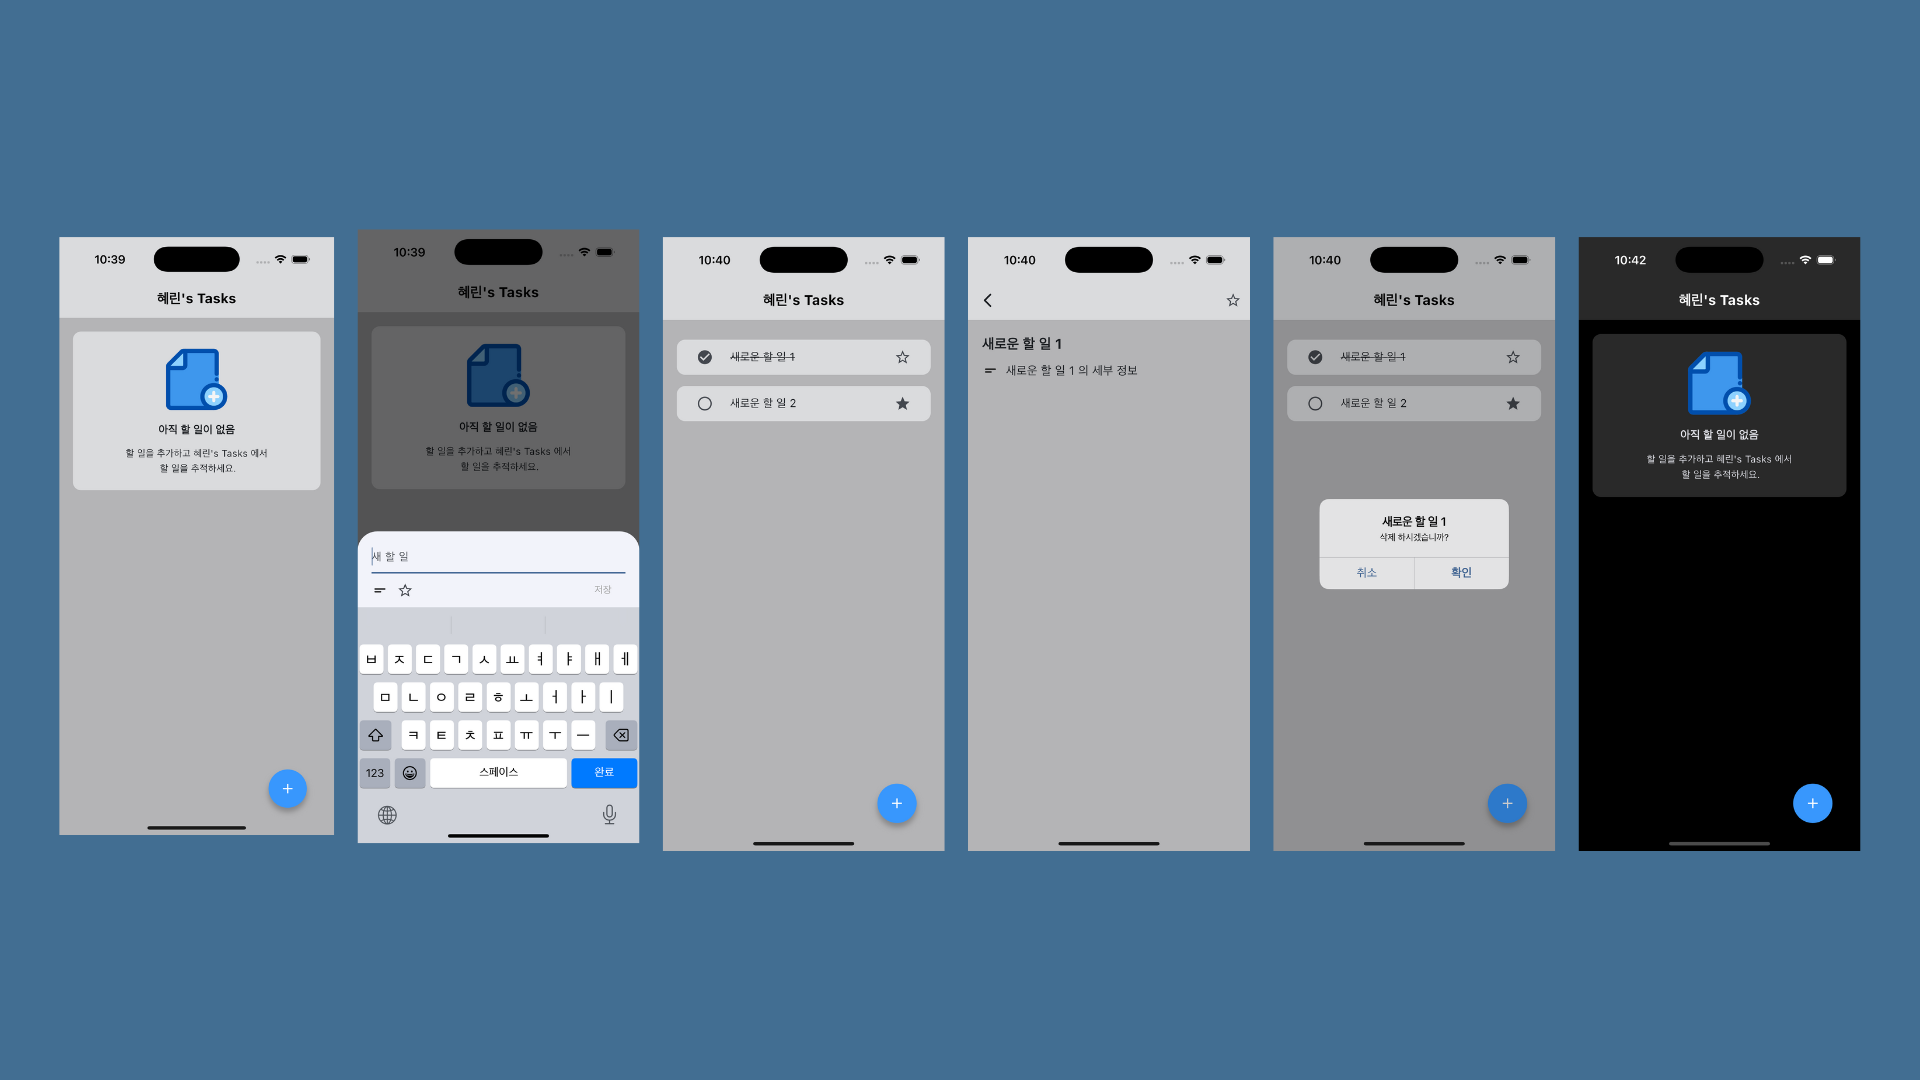 10:39
혜린's Tasks
아직 할 일이 없음
할 일을 추가하고 혜린's Tasks 에서
할 일을 추적하세요.
10:39
혜린's Tasks
아직 할 일이 없음
할 일을 추가하고 혜린's Tasks 에서
할 일을 추적하세요.
새 할 일
저장
ㅂ ㅈ ㄷ ㄱ ㅅ ㅛ ㅕ ㅑ ㅐ ㅔ
ㅁ ㄴ ㅇ ㄹ ㅎ ㅗ ㅓ ㅏ ㅣ
ㅋ ㅌ ㅊ ㅍ ㅠ ㅜ ㅡ
123 스페이스 완료
10:40
혜린's Tasks
새로운 할 일 1
새로운 할 일 2
10:40
새로운 할 일 1
새로운 할 일 1 의 세부 정보
10:40
혜린's Tasks
새로운 할 일 1
새로운 할 일 2
새로운 할 일 1
삭제 하시겠습니까?
취소 확인
10:42
혜린's Tasks
아직 할 일이 없음
할 일을 추가하고 혜린's Tasks 에서
할 일을 추적하세요.